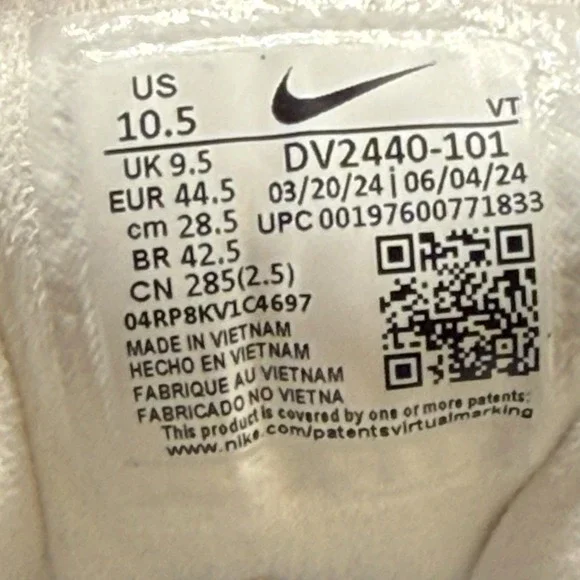 US
10.5
VT
UK 9.5
DV2440-101
EUR 44.5
03/20/24 | 06/04/24
cm 28.5
UPC 00197600771833
BR 42.5
CN 285(2.5)
04RP8KV1C4697
MADE IN VIETNAM
HECHO EN VIETNAM
FABRIQUE AU VIETNAM
FABRICADO NO VIETNA
This product is covered by one or more patents:
www.nike.com/patentsvirtualmarking